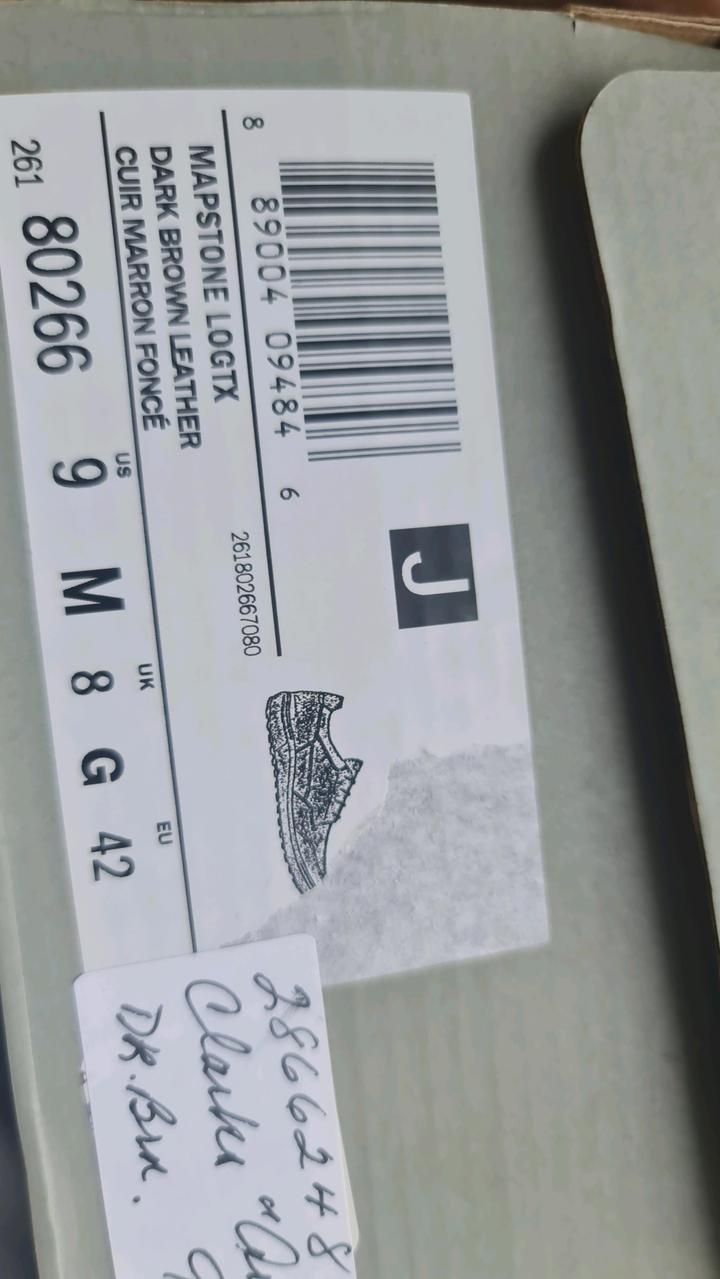 8 89004 09484 6
J
261802667080
MAPSTONE LOGTX
DARK BROWN LEATHER
CUIR MARRON FONCÉ
US UK EU
261 80266 9 M 8 G 42
2866248
Clarks
DK. Brn.